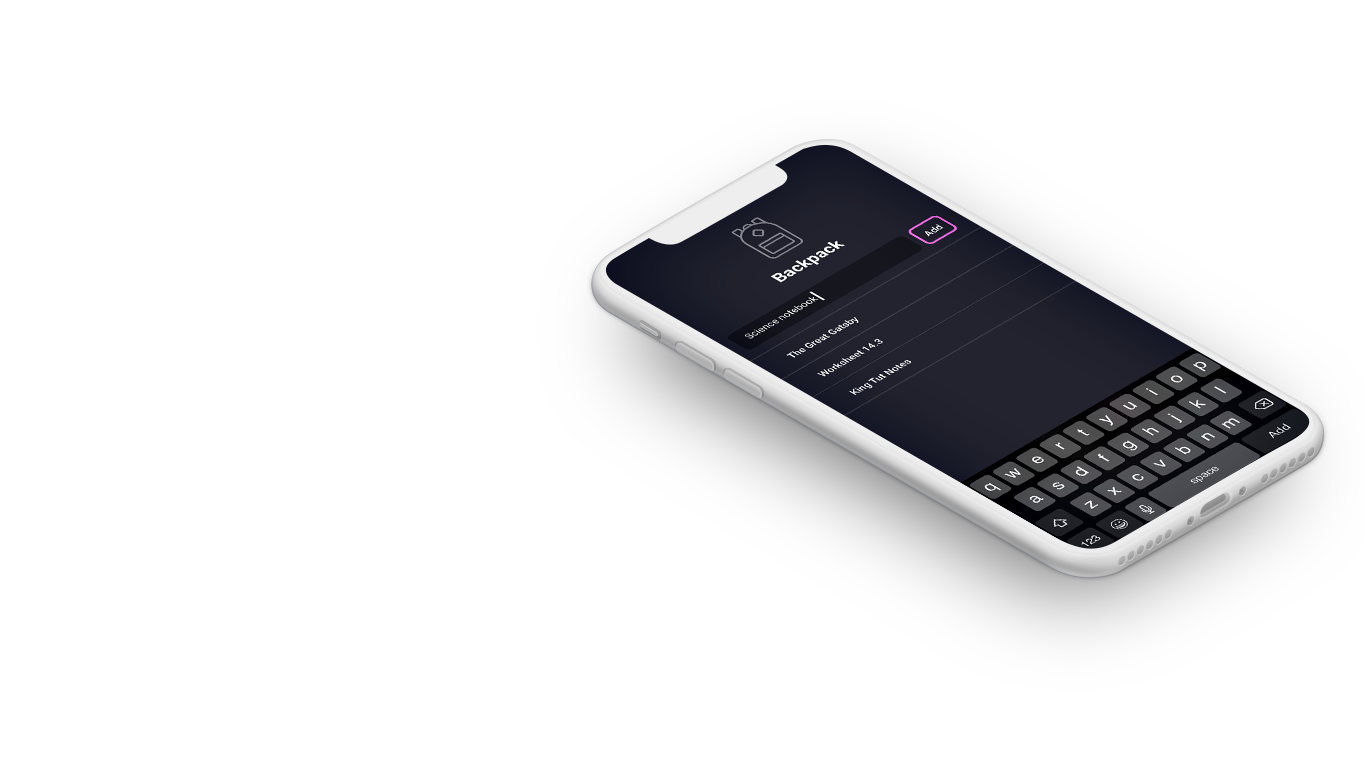 Backpack
Science notebook
Add
The Great Gatsby
Worksheet 14.3
King Tut Notes
q w e r t y u i o p
a s d f g h j k l
z x c v b n m
123 space Add